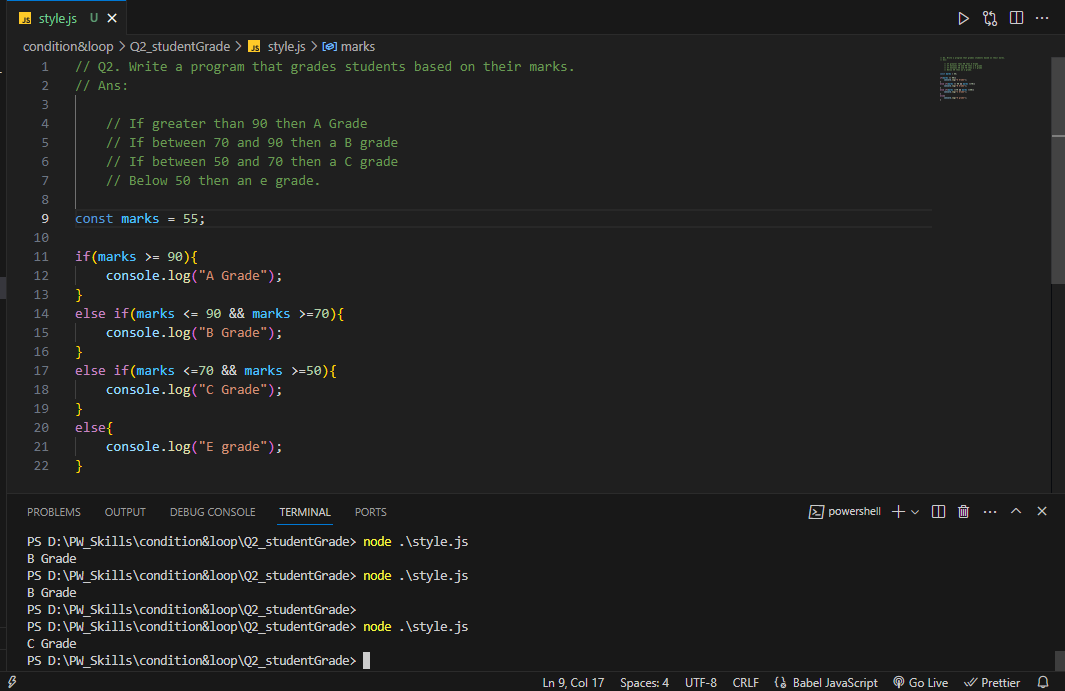 JS style.js U
condition&loop > Q2_studentGrade > JS style.js > marks
1 // Q2. Write a program that grades students based on their marks.
2 // Ans:
3
4 // If greater than 90 then A Grade
5 // If between 70 and 90 then a B grade
6 // If between 50 and 70 then a C grade
7 // Below 50 then an e grade.
8
9 const marks = 55;
10
11 if(marks >= 90){
12 console.log("A Grade");
13 }
14 else if(marks <= 90 && marks >=70){
15 console.log("B Grade");
16 }
17 else if(marks <=70 && marks >=50){
18 console.log("C Grade");
19 }
20 else{
21 console.log("E grade");
22 }
PROBLEMS OUTPUT DEBUG CONSOLE TERMINAL PORTS powershell
PS D:\PW_Skills\condition&loop\Q2_studentGrade> node .\style.js
B Grade
PS D:\PW_Skills\condition&loop\Q2_studentGrade> node .\style.js
B Grade
PS D:\PW_Skills\condition&loop\Q2_studentGrade>
PS D:\PW_Skills\condition&loop\Q2_studentGrade> node .\style.js
C Grade
PS D:\PW_Skills\condition&loop\Q2_studentGrade>
Ln 9, Col 17 Spaces: 4 UTF-8 CRLF Babel JavaScript Go Live Prettier